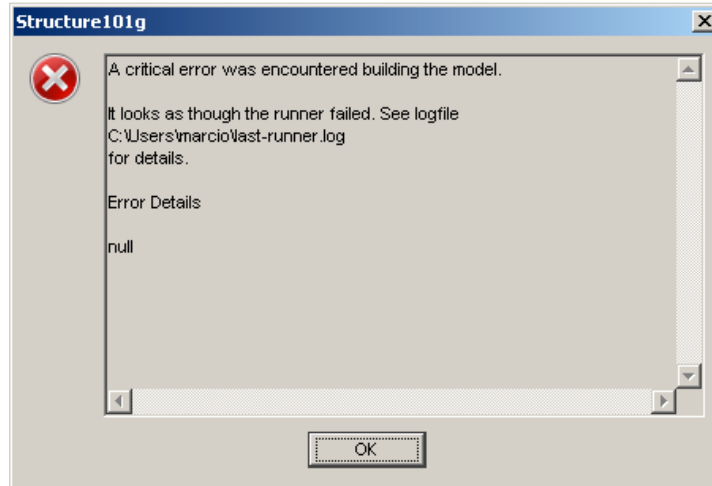 Structure101g
A critical error was encountered building the model.
It looks as though the runner failed. See logfile
C:\Users\marcio\last-runner.log
for details.
Error Details
null
OK